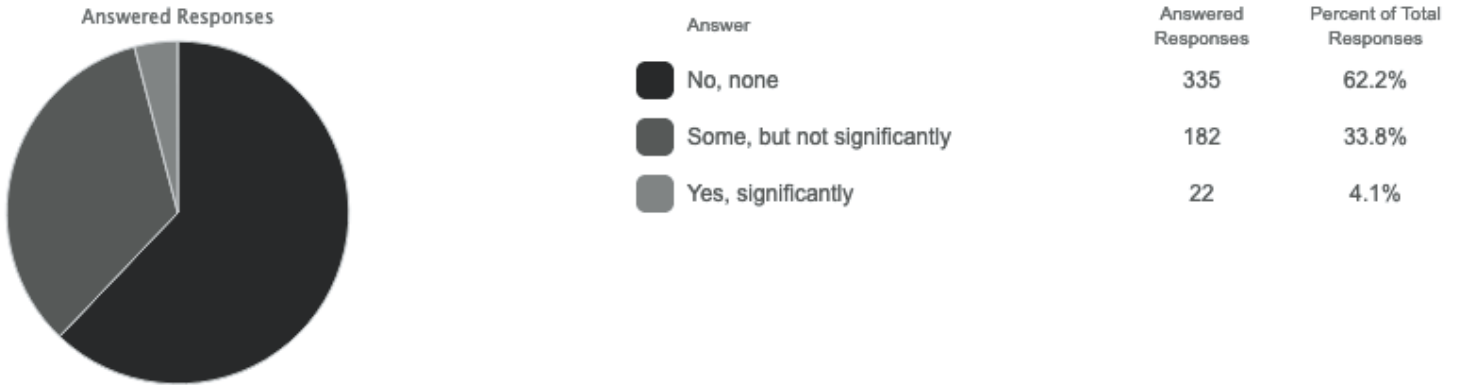 Answered Responses
Answer
Answered
Responses
Percent of Total
Responses
No, none
335
62.2%
Some, but not significantly
182
33.8%
Yes, significantly
22
4.1%